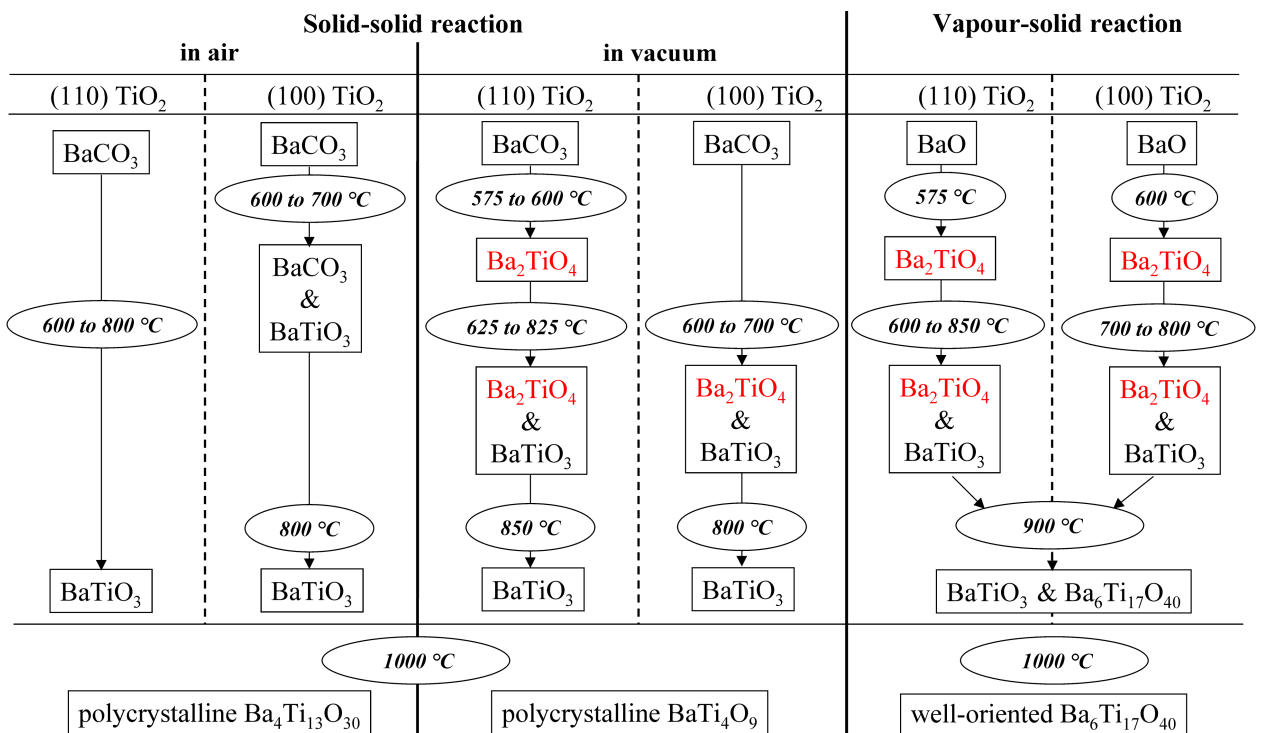 Solid-solid reaction
Vapour-solid reaction
in air
in vacuum
(110) TiO₂
(100) TiO₂
(110) TiO₂
(100) TiO₂
(110) TiO₂
(100) TiO₂
BaCO₃
BaCO₃
BaCO₃
BaCO₃
BaO
BaO
600 to 700 °C
575 to 600 °C
575 °C
600 °C
BaCO₃
&
BaTiO₃
Ba₂TiO₄
Ba₂TiO₄
Ba₂TiO₄
600 to 800 °C
625 to 825 °C
600 to 700 °C
600 to 850 °C
700 to 800 °C
Ba₂TiO₄
&
BaTiO₃
Ba₂TiO₄
&
BaTiO₃
Ba₂TiO₄
&
BaTiO₃
Ba₂TiO₄
&
BaTiO₃
800 °C
850 °C
800 °C
900 °C
BaTiO₃
BaTiO₃
BaTiO₃
BaTiO₃
BaTiO₃ & Ba₆Ti₁₇O₄₀
1000 °C
1000 °C
polycrystalline Ba₄Ti₁₃O₃₀
polycrystalline BaTi₄O₉
well-oriented Ba₆Ti₁₇O₄₀